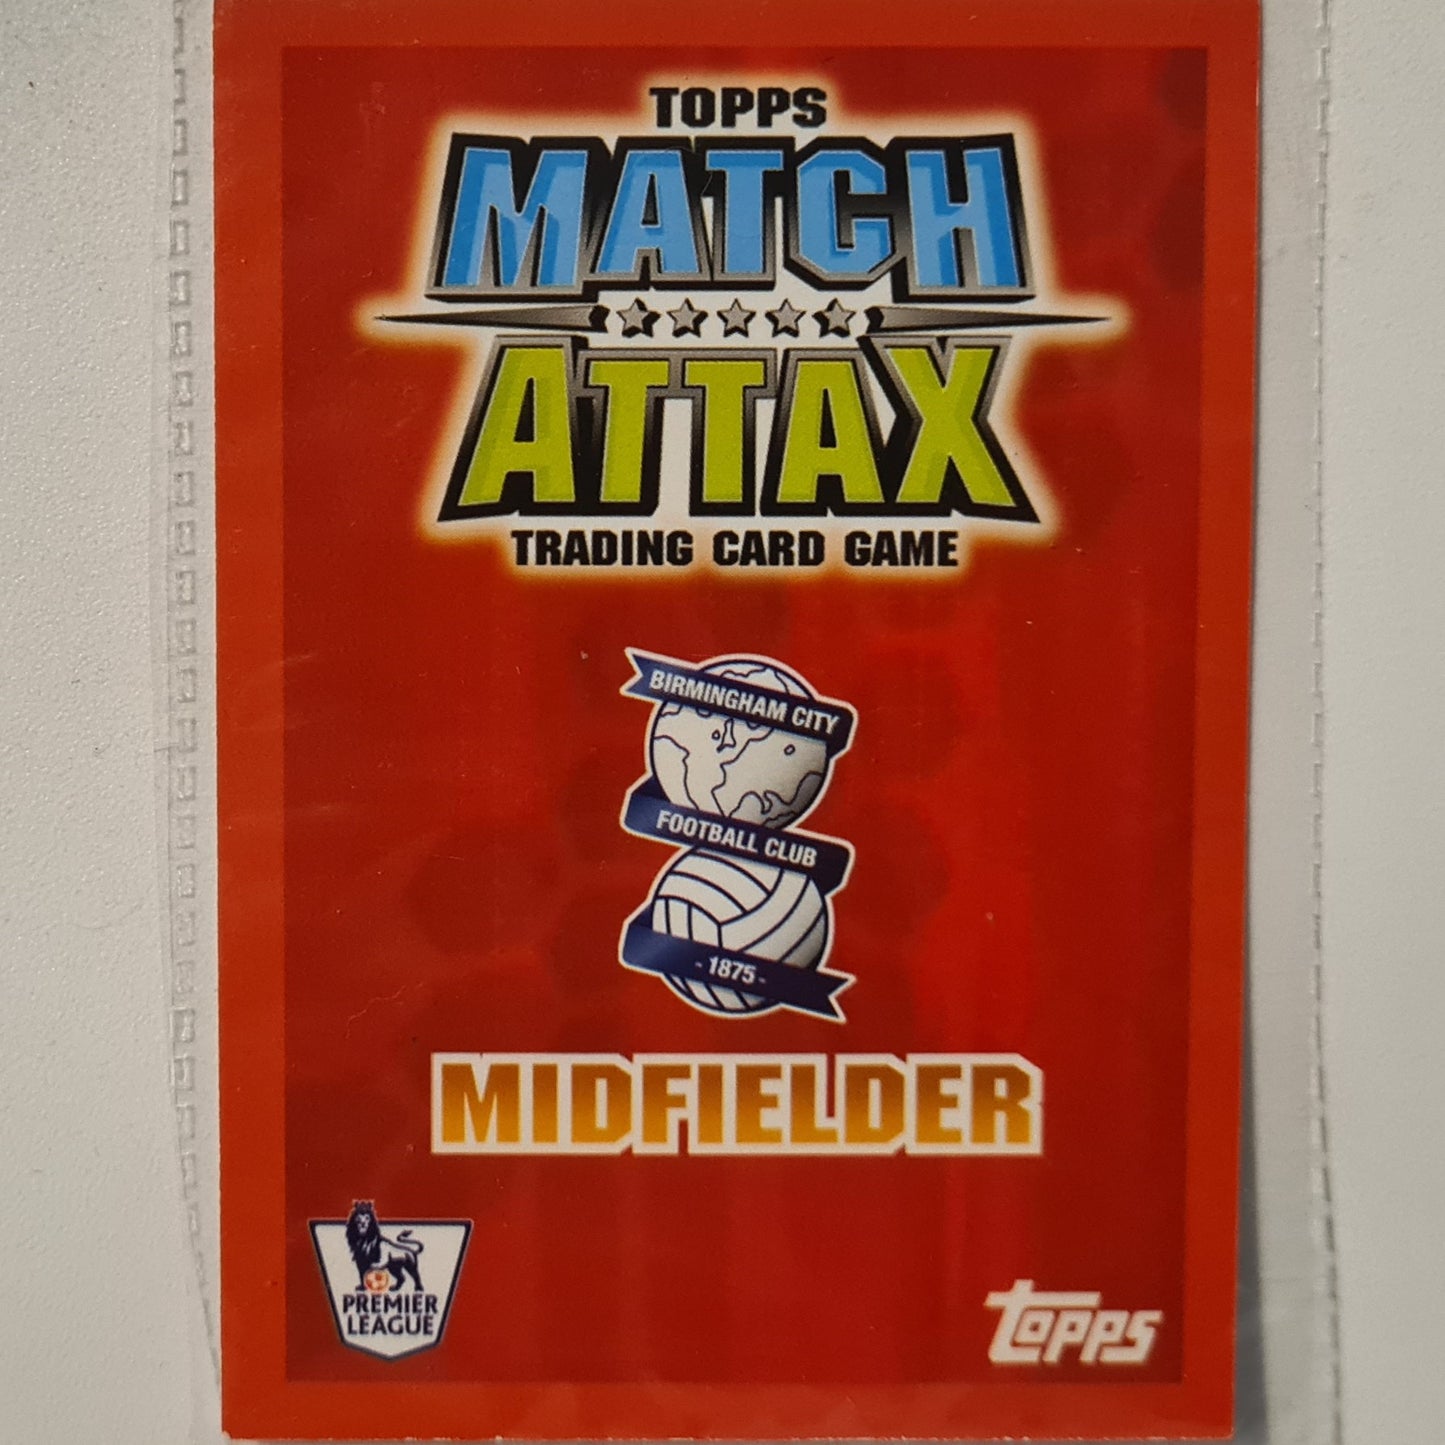 TOPPS
MATCH
ATTAX
TRADING CARD GAME
BIRMINGHAM CITY
FOOTBALL CLUB
- 1875 -
MIDFIELDER
PREMIER
LEAGUE
TOPPS